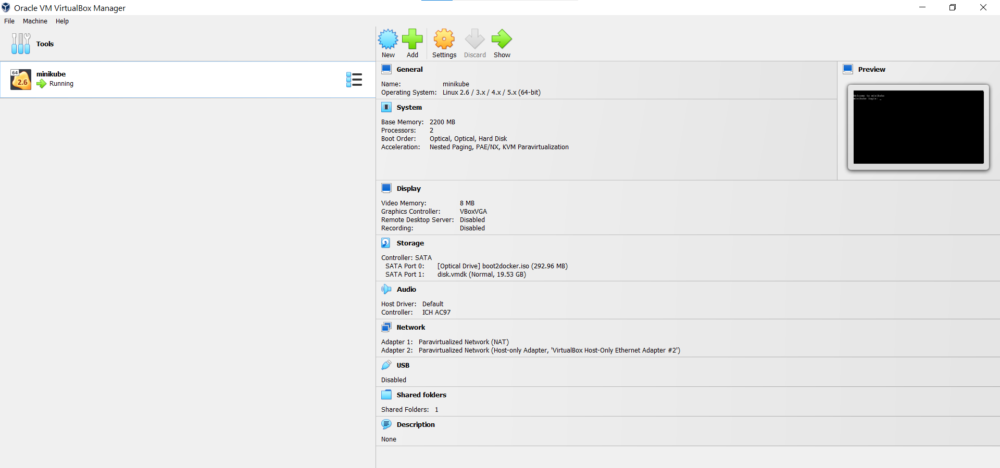 Oracle VM VirtualBox Manager
File Machine Help
Tools
New Add Settings Discard Show
64
2.6
minikube
Running
General
Name: minikube
Operating System: Linux 2.6 / 3.x / 4.x / 5.x (64-bit)
Preview
Welcome to minikube
minikube login: _
System
Base Memory: 2200 MB
Processors: 2
Boot Order: Optical, Optical, Hard Disk
Acceleration: Nested Paging, PAE/NX, KVM Paravirtualization
Display
Video Memory: 8 MB
Graphics Controller: VBoxVGA
Remote Desktop Server: Disabled
Recording: Disabled
Storage
Controller: SATA
SATA Port 0: [Optical Drive] boot2docker.iso (292.96 MB)
SATA Port 1: disk.vmdk (Normal, 19.53 GB)
Audio
Host Driver: Default
Controller: ICH AC97
Network
Adapter 1: Paravirtualized Network (NAT)
Adapter 2: Paravirtualized Network (Host-only Adapter, 'VirtualBox Host-Only Ethernet Adapter #2')
USB
Disabled
Shared folders
Shared Folders: 1
Description
None